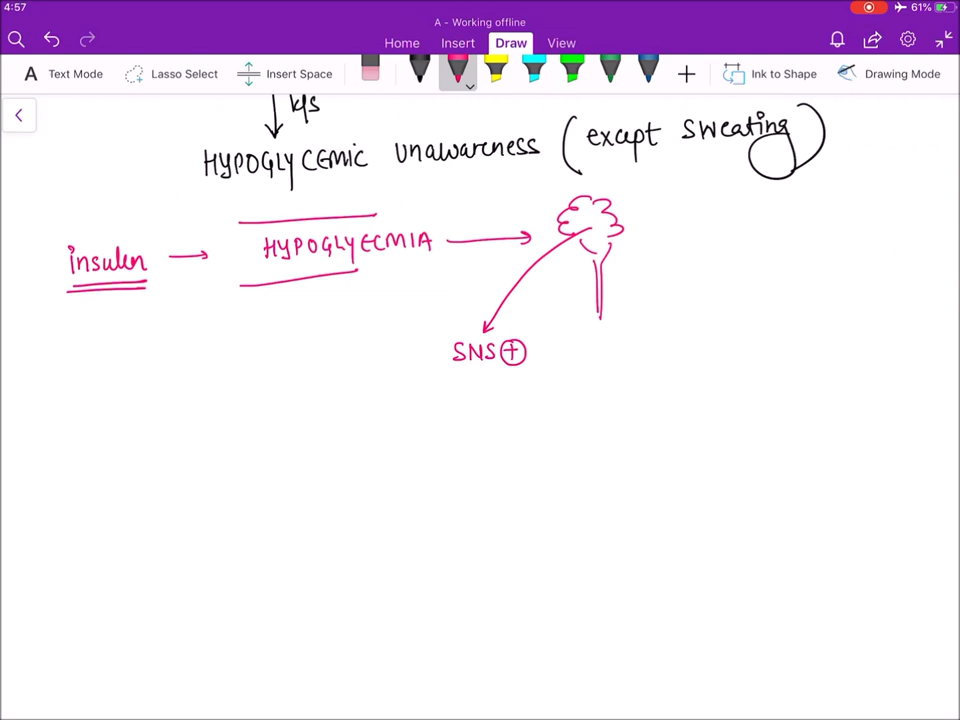 4:57
61%
A - Working offline
Home Insert Draw View
A Text Mode Lasso Select Insert Space Ink to Shape Drawing Mode
k/s
HYPOGLYCEMIC unawareness (except sweating)
insulin → HYPOGLYECMIA →
SNS +